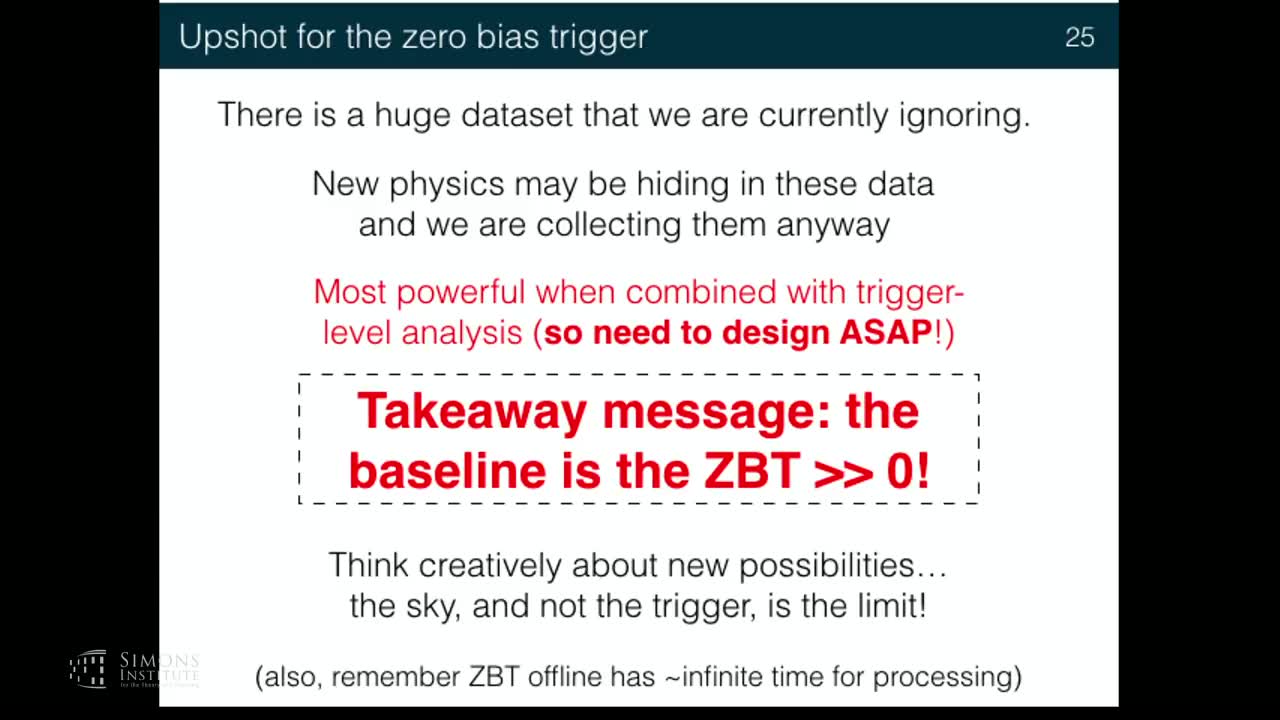 Upshot for the zero bias trigger
25
There is a huge dataset that we are currently ignoring.
New physics may be hiding in these data
and we are collecting them anyway
Most powerful when combined with trigger-
level analysis (so need to design ASAP!)
Takeaway message: the
baseline is the ZBT >> 0!
Think creatively about new possibilities…
the sky, and not the trigger, is the limit!
(also, remember ZBT offline has ~infinite time for processing)
SIMONS
INSTITUTE